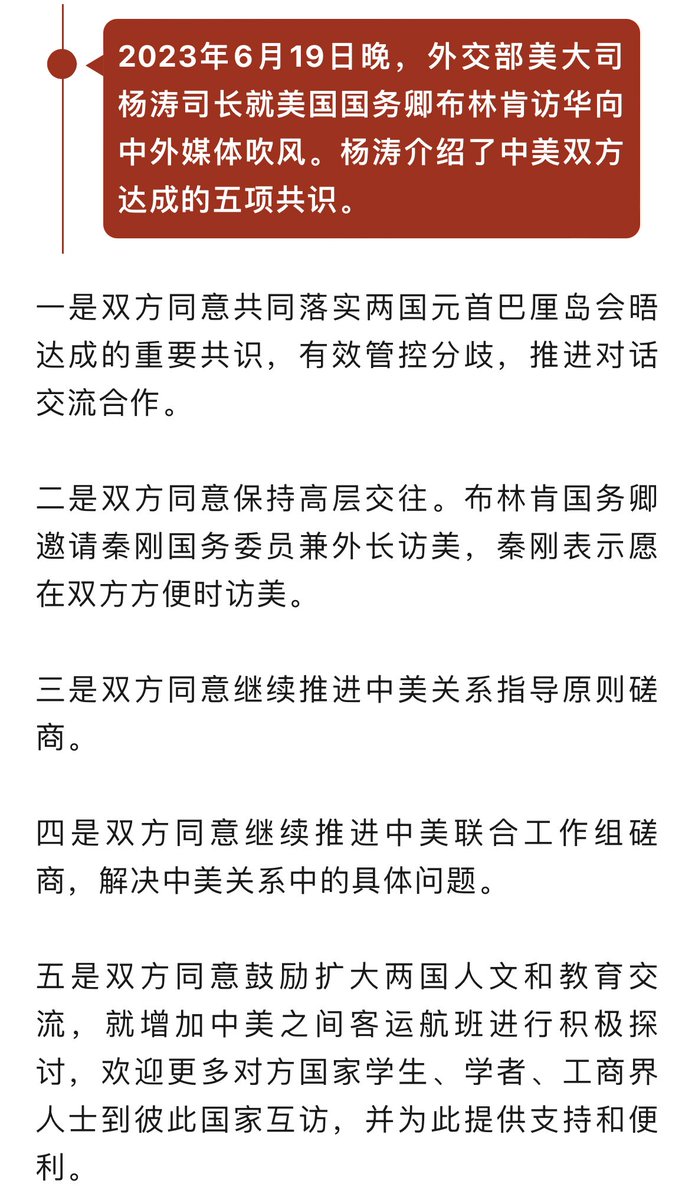 2023年6月19日晚，外交部美大司
杨涛司长就美国国务卿布林肯访华向
中外媒体吹风。杨涛介绍了中美双方
达成的五项共识。
一是双方同意共同落实两国元首巴厘岛会晤
达成的重要共识，有效管控分歧，推进对话
交流合作。
二是双方同意保持高层交往。布林肯国务卿
邀请秦刚国务委员兼外长访美，秦刚表示愿
在双方方便时访美。
三是双方同意继续推进中美关系指导原则磋
商。
四是双方同意继续推进中美联合工作组磋
商，解决中美关系中的具体问题。
五是双方同意鼓励扩大两国人文和教育交
流，就增加中美之间客运航班进行积极探
讨，欢迎更多对方国家学生、学者、工商界
人士到彼此国家互访，并为此提供支持和便
利。